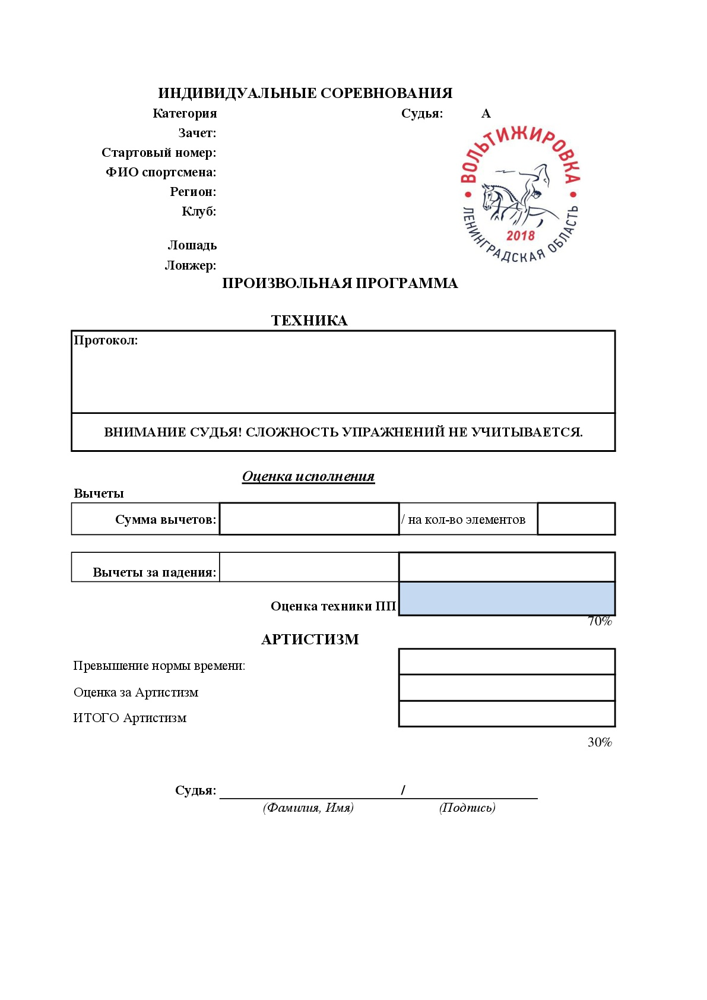 ИНДИВИДУАЛЬНЫЕ СОРЕВНОВАНИЯ
Категория Судья: А
Зачет:
Стартовый номер:
ФИО спортсмена:
Регион:
Клуб:
Лошадь
Лонжер:
ВОЛЬТИЖИРОВКА
2018
ЛЕНИНГРАДСКАЯ ОБЛАСТЬ
ПРОИЗВОЛЬНАЯ ПРОГРАММА
ТЕХНИКА
Протокол:
ВНИМАНИЕ СУДЬЯ! СЛОЖНОСТЬ УПРАЖНЕНИЙ НЕ УЧИТЫВАЕТСЯ.
Оценка исполнения
Вычеты
Сумма вычетов: / на кол-во элементов
Вычеты за падения:
Оценка техники ПП
70%
АРТИСТИЗМ
Превышение нормы времени:
Оценка за Артистизм
ИТОГО Артистизм
30%
Судья: /
(Фамилия, Имя) (Подпись)